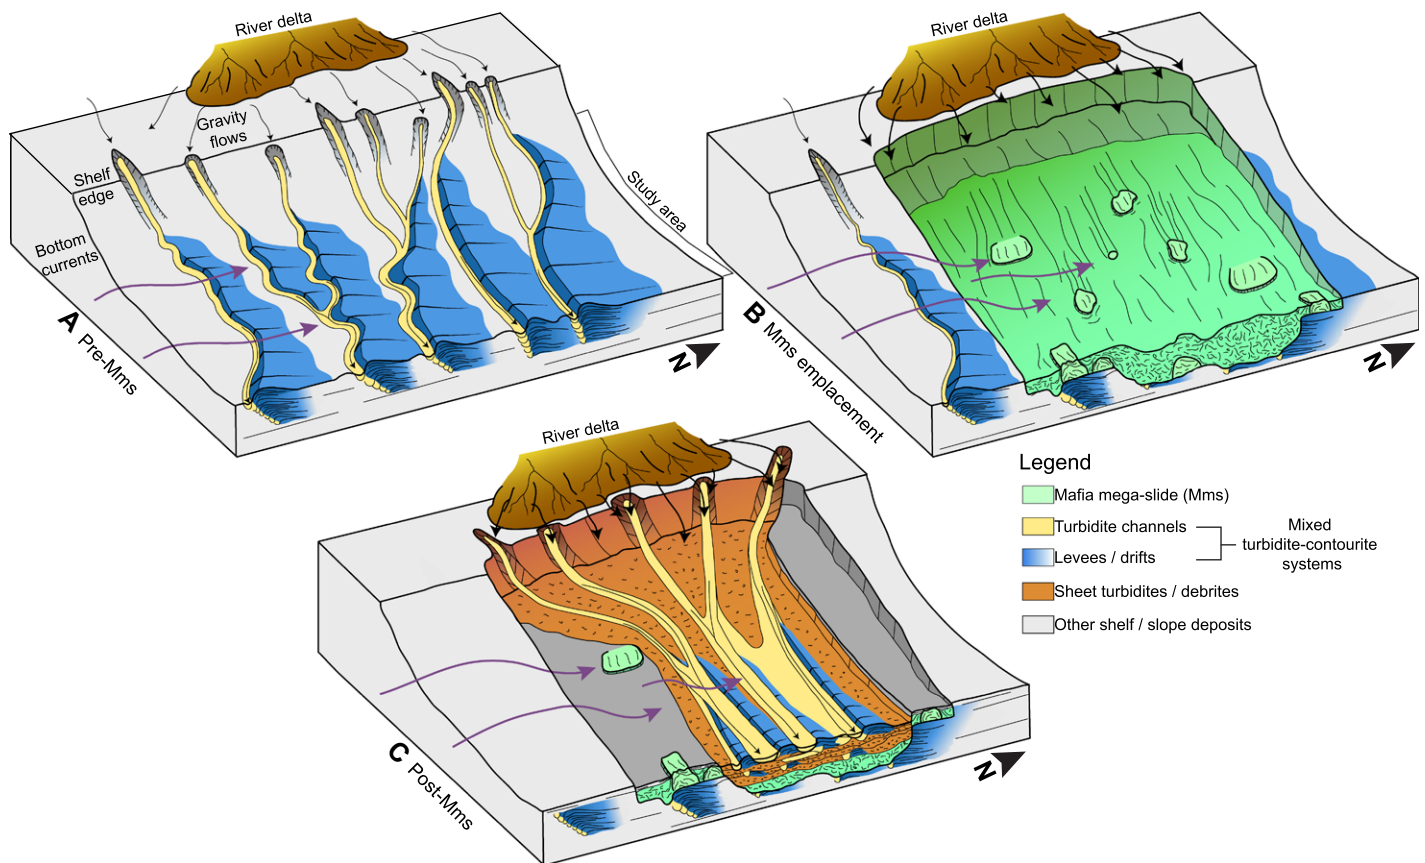 River delta
Gravity
flows
Shelf
edge
Bottom
currents
Study area
A Pre-Mms
N
River delta
B Mms emplacement
N
River delta
C Post-Mms
N
Legend
Mafia mega-slide (Mms)
Turbidite channels
Levees / drifts
Mixed
turbidite-contourite
systems
Sheet turbidites / debrites
Other shelf / slope deposits